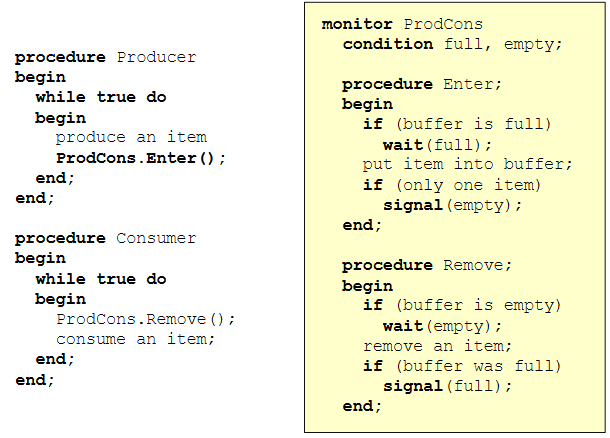 procedure Producer
begin
  while true do
  begin
    produce an item
    ProdCons.Enter();
  end;
end;

procedure Consumer
begin
  while true do
  begin
    ProdCons.Remove();
    consume an item;
  end;
end;

monitor ProdCons
  condition full, empty;

  procedure Enter;
  begin
    if (buffer is full)
      wait(full);
    put item into buffer;
    if (only one item)
      signal(empty);
  end;

  procedure Remove;
  begin
    if (buffer is empty)
      wait(empty);
    remove an item;
    if (buffer was full)
      signal(full);
  end;